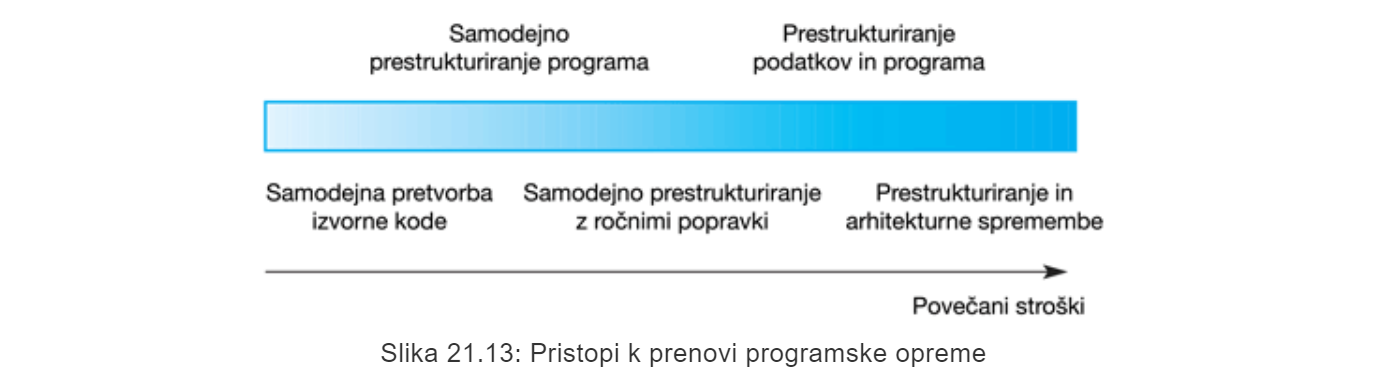 Samodejno
prestrukturiranje programa
Prestrukturiranje
podatkov in programa
Samodejna pretvorba
izvorne kode
Samodejno prestrukturiranje
z ročnimi popravki
Prestrukturiranje in
arhitekturne spremembe
Povečani stroški
Slika 21.13: Pristopi k prenovi programske opreme